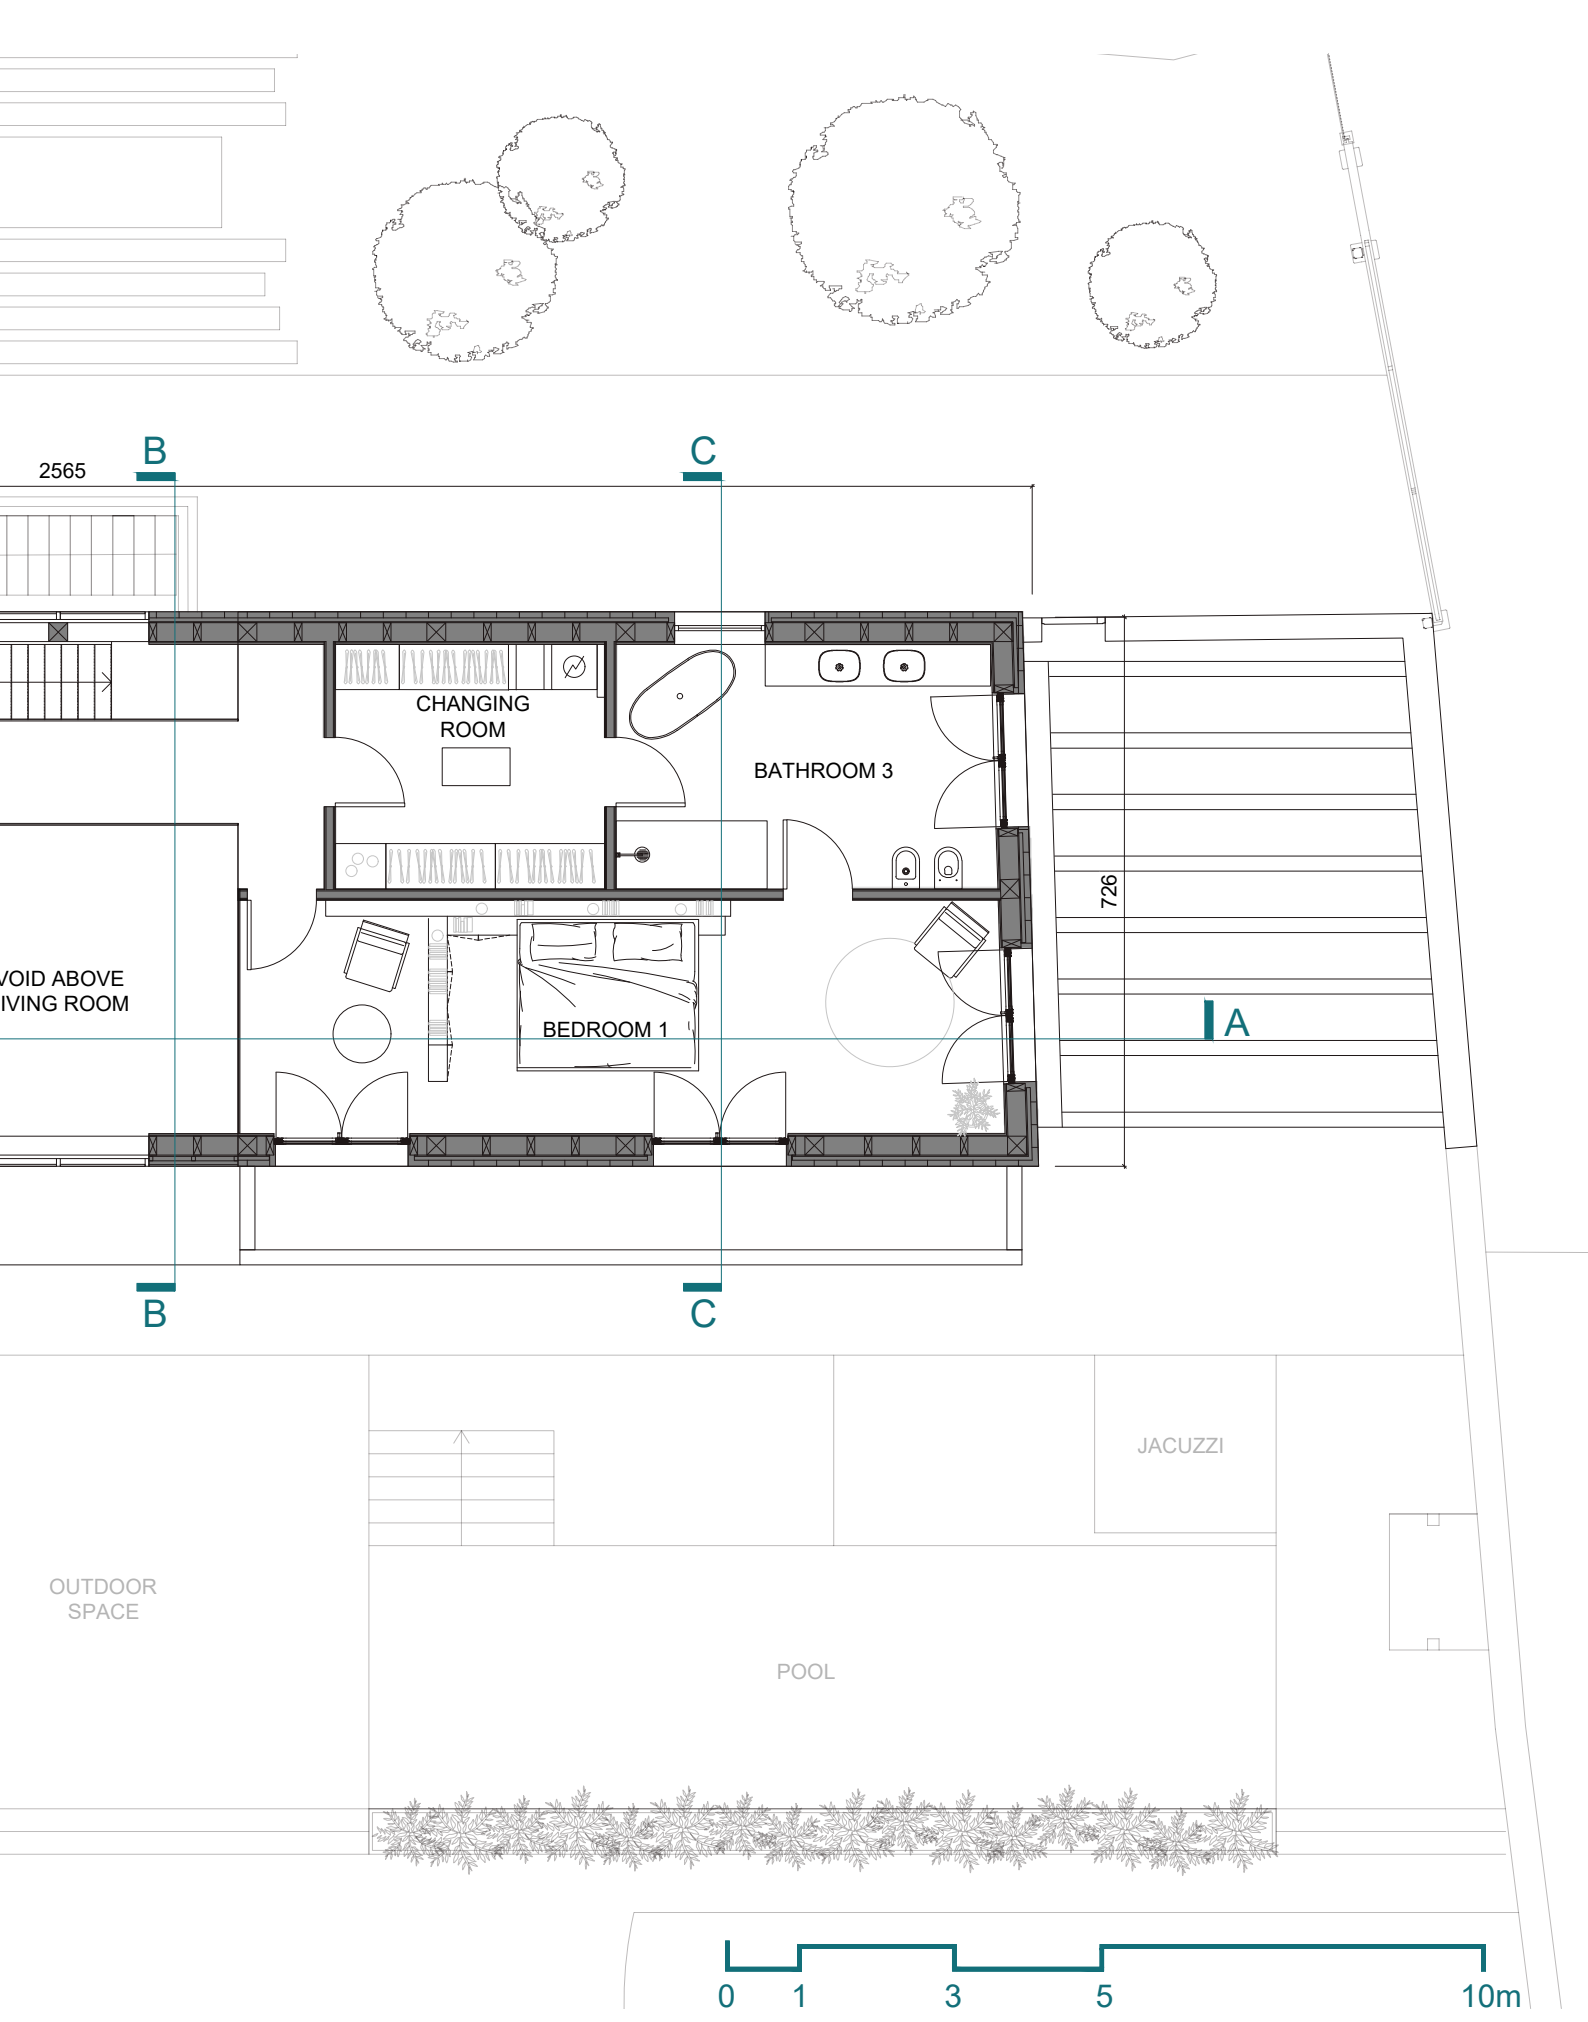 B
C
2565
CHANGING
ROOM
BATHROOM 3
726
VOID ABOVE
IVING ROOM
BEDROOM 1
A
B
C
JACUZZI
OUTDOOR
SPACE
POOL
0 1 3 5 10m